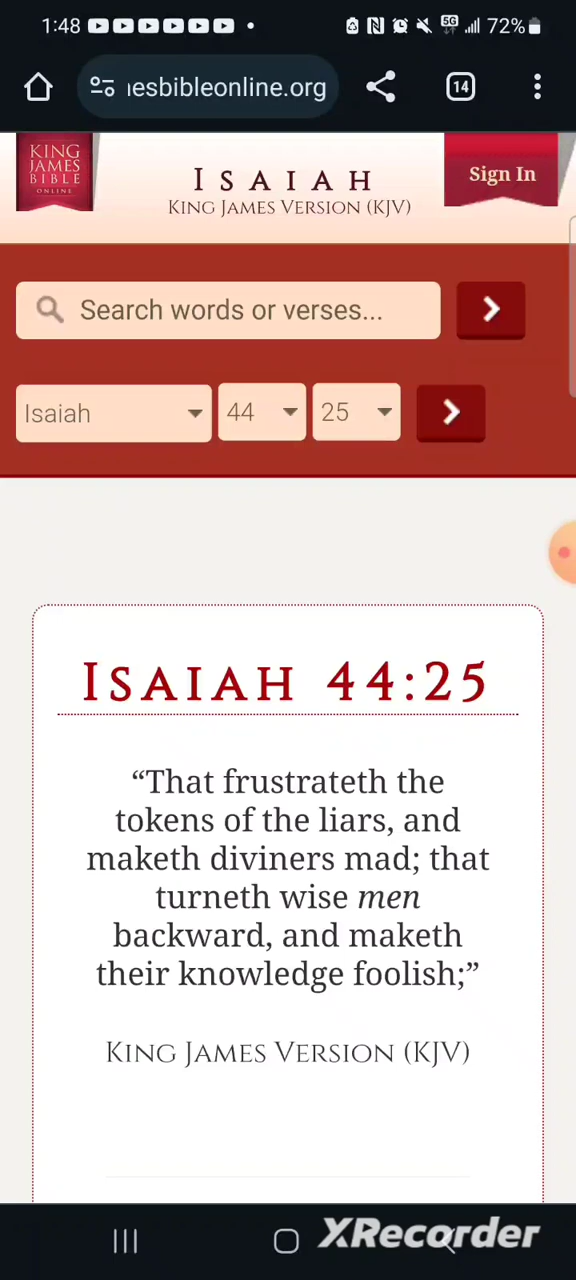 1:48
5G
72%
ıesbibleonline.org
14
KING
JAMES
BIBLE
ONLINE
ISAIAH
KING JAMES VERSION (KJV)
Sign In
Search words or verses...
Isaiah
44
25
ISAIAH 44:25
“That frustrateth the
tokens of the liars, and
maketh diviners mad; that
turneth wise men
backward, and maketh
their knowledge foolish;”
KING JAMES VERSION (KJV)
XRecorder